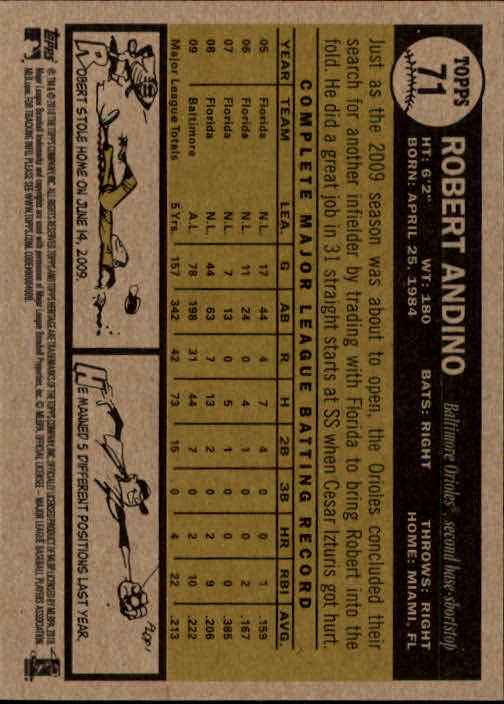 TOPPS
71
ROBERT ANDINO Baltimore Orioles® second base-shortstop
HT: 6'2" WT: 180 BATS: RIGHT THROWS: RIGHT
BORN: APRIL 25, 1984 HOME: MIAMI, FL
Just as the 2009 season was about to open, the Orioles concluded their
search for another infielder by trading with Florida to bring Robert into the
fold. He did a great job in 31 straight starts at SS when Cesar Izturis got hurt.
COMPLETE MAJOR LEAGUE BATTING RECORD
YEAR TEAM LEA. G AB R H 2B 3B HR RBI AVG.
05 Florida N.L. 17 44 4 7 4 0 0 1 .159
06 Florida N.L. 11 24 0 4 1 0 0 2 .167
07 Florida N.L. 7 13 0 5 1 0 0 0 .385
08 Florida N.L. 44 63 7 13 2 0 2 9 .206
09 Baltimore A.L. 78 198 31 44 7 0 2 10 .222
Major League Totals 5 Yrs. 157 342 42 73 15 0 4 22 .213
ROBERT STOLE HOME ON JUNE 14, 2009.
HE MANNED 5 DIFFERENT POSITIONS LAST YEAR.
POP!
Topps